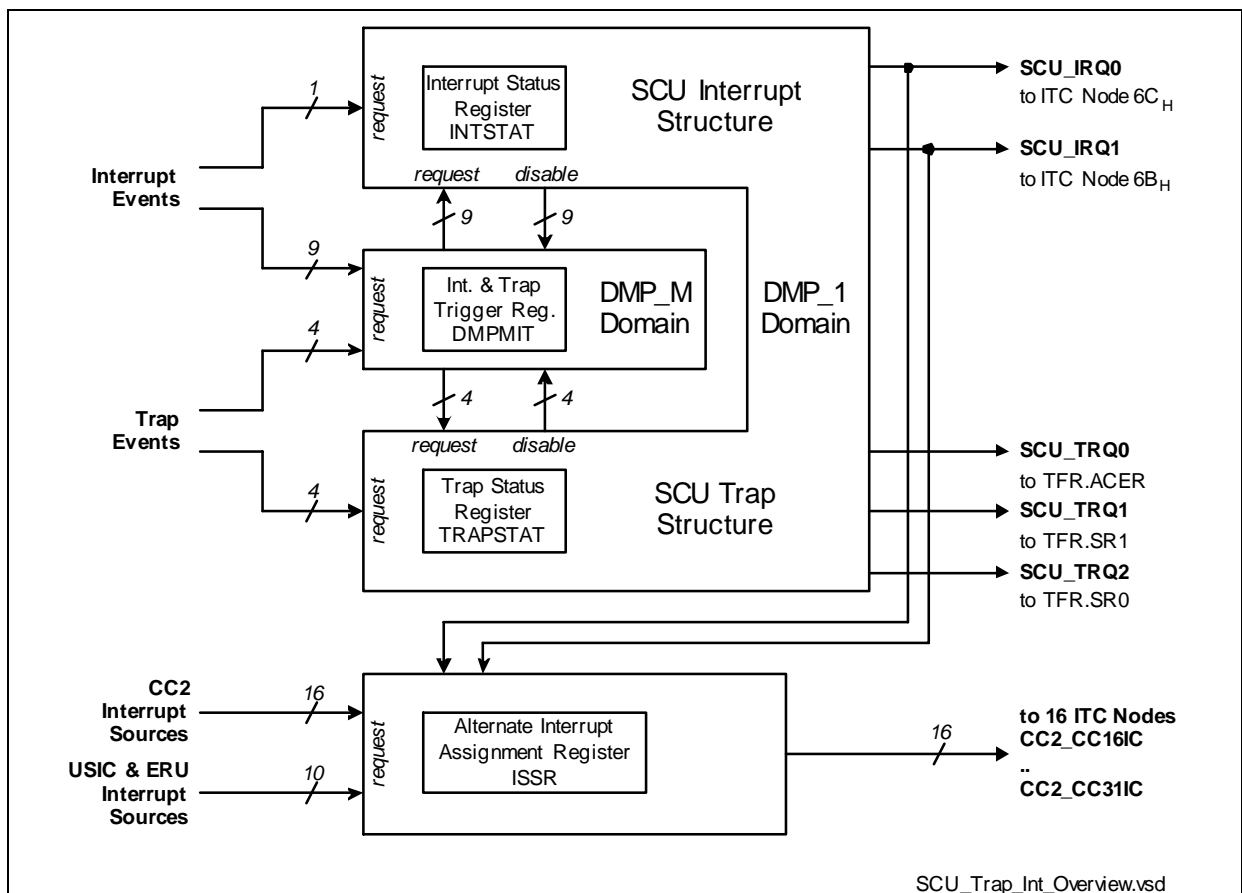 SCU_IRQ0
to ITC Node 6CH
SCU_IRQ1
to ITC Node 6BH
Interrupt Status
Register
INTSTAT
SCU Interrupt
Structure
request
1
Interrupt
Events
request
disable
9
9
9
request
Int. & Trap
Trigger Reg.
DMPMIT
DMP_M
Domain
DMP_1
Domain
4
4
4
Trap
Events
request
disable
4
request
Trap Status
Register
TRAPSTAT
SCU Trap
Structure
SCU_TRQ0
to TFR.ACER
SCU_TRQ1
to TFR.SR1
SCU_TRQ2
to TFR.SR0
CC2
Interrupt
Sources
16
USIC & ERU
Interrupt
Sources
10
request
Alternate Interrupt
Assignment Register
ISSR
16
to 16 ITC Nodes
CC2_CC16IC
..
CC2_CC31IC
SCU_Trap_Int_Overview.vsd